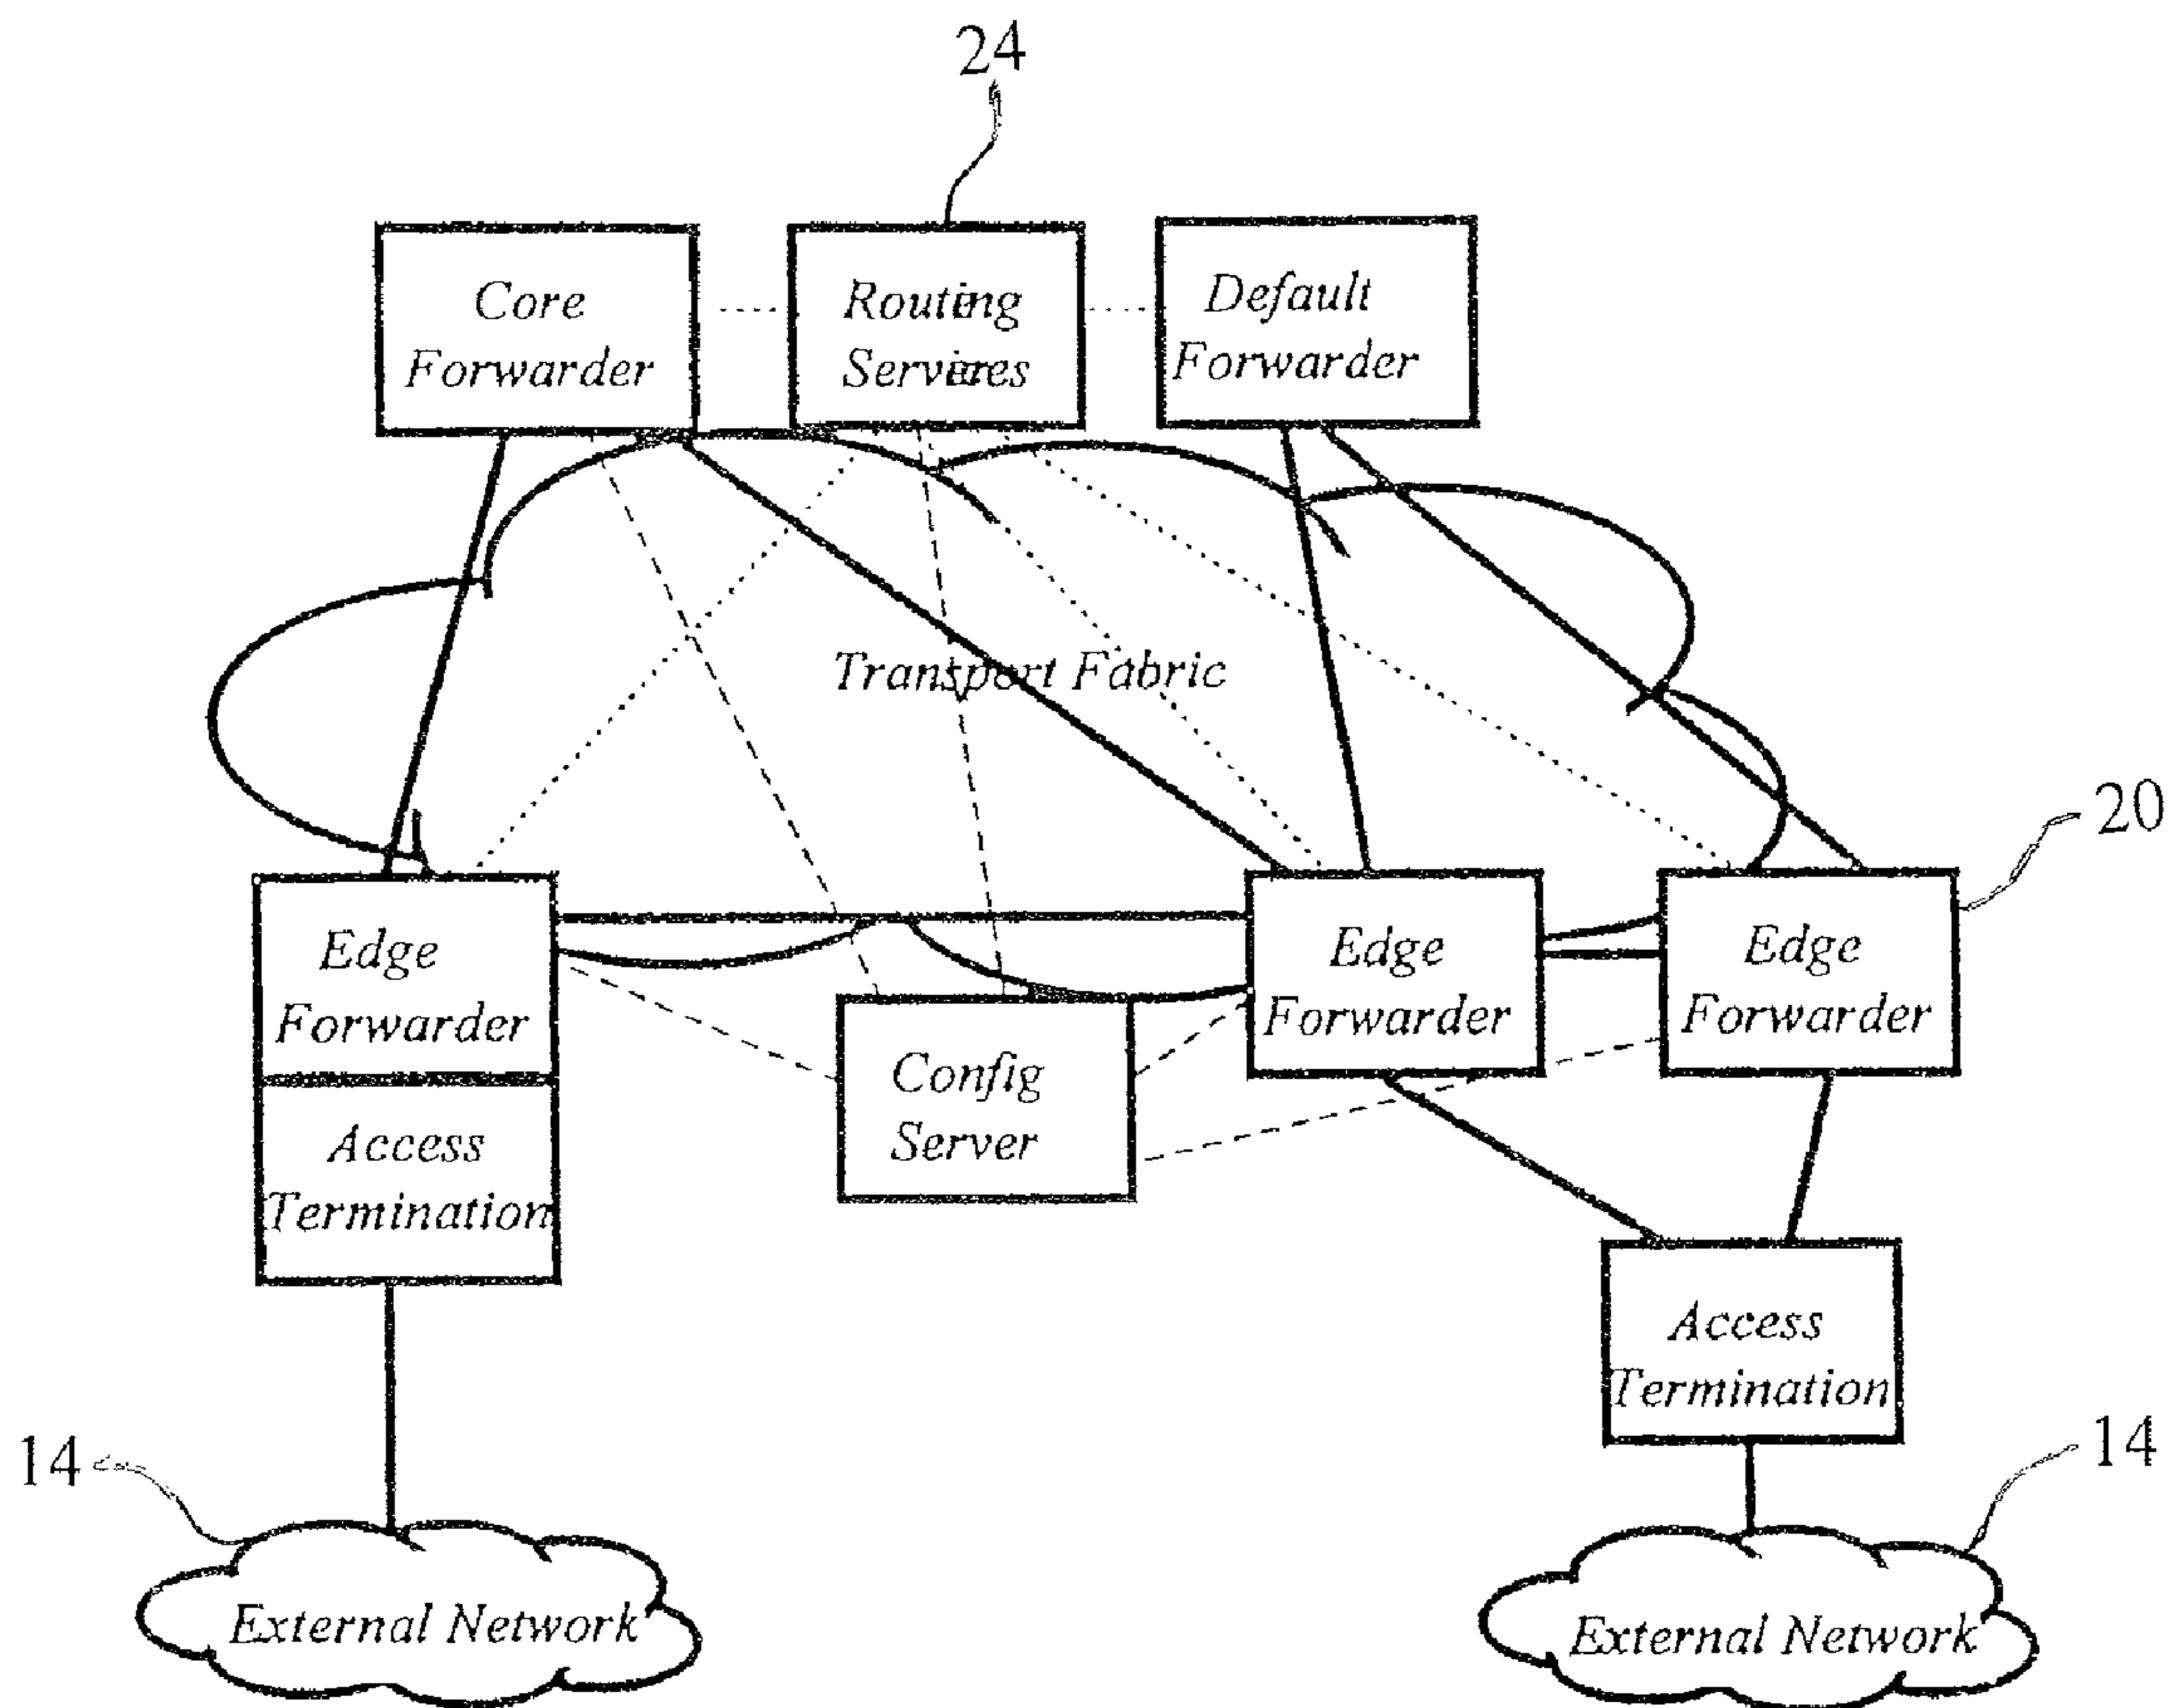 24
Core
Forwarder
Routing
Services
Default
Forwarder
Transport Fabric
20
Edge
Forwarder
Edge
Forwarder
Edge
Forwarder
Config
Server
Access
Termination
Access
Termination
14
14
External Network
External Network